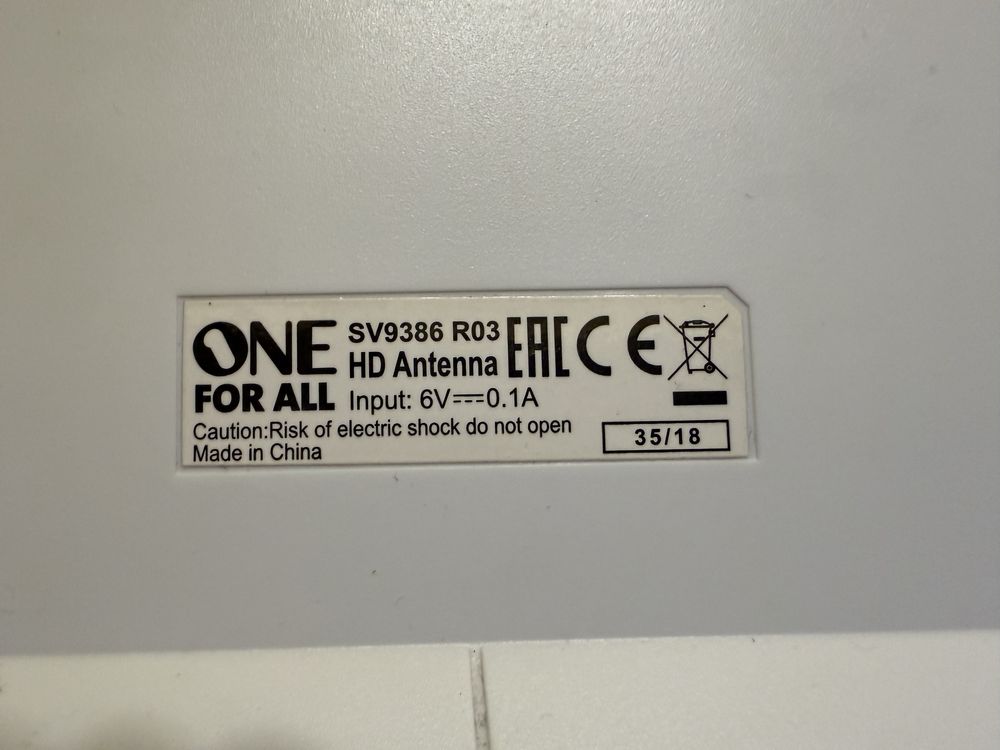 ONE
FOR ALL
SV9386 R03
HD Antenna
Input: 6V⎓0.1A
EAC CE
Caution:Risk of electric shock do not open
Made in China
35/18